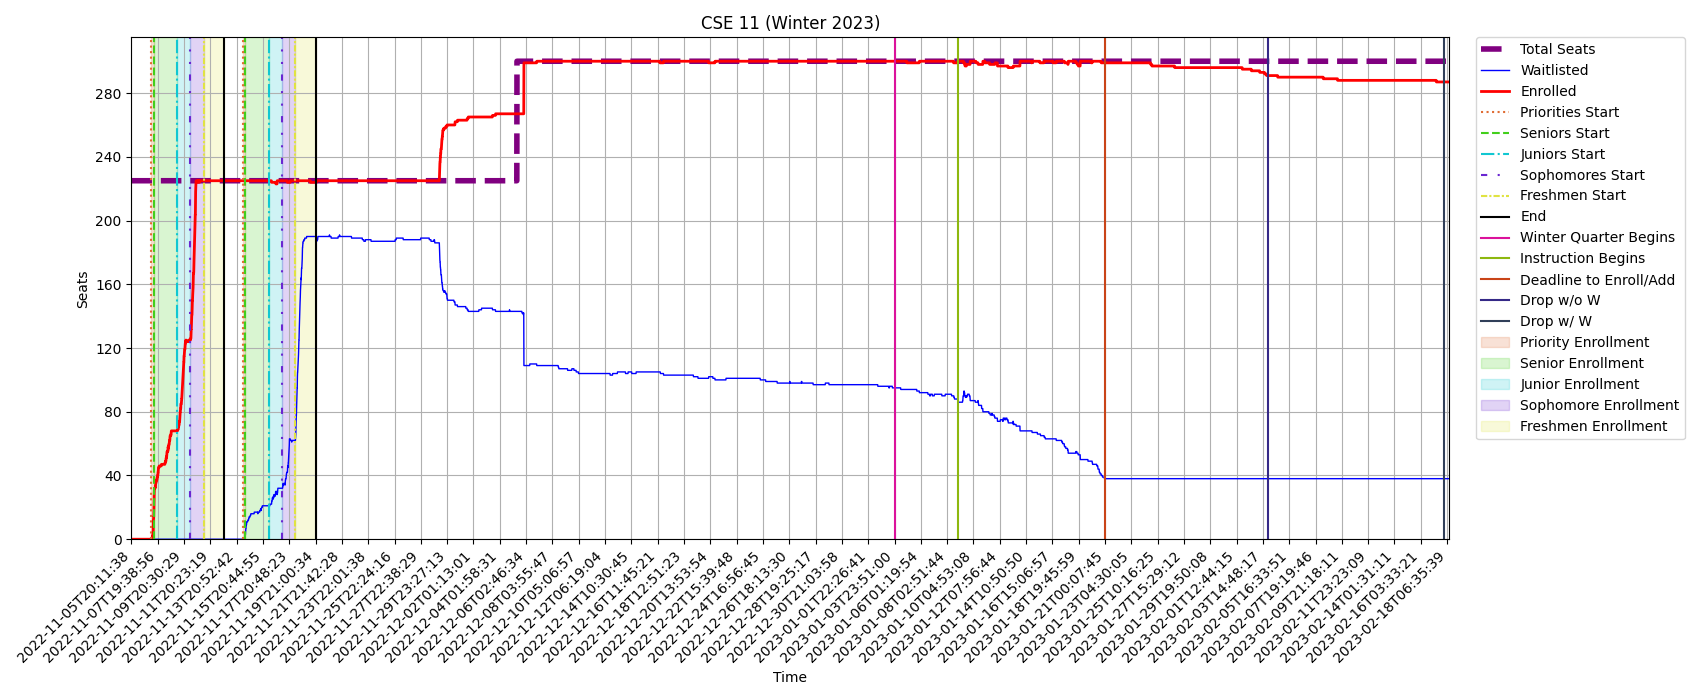 CSE 11 (Winter 2023)
Seats
280
240
200
160
120
80
40
0
2022-11-05T20:11:38
2022-11-07T19:38:56
2022-11-09T20:30:29
2022-11-11T20:23:19
2022-11-13T20:52:42
2022-11-15T20:44:55
2022-11-17T20:48:23
2022-11-19T21:00:34
2022-11-21T21:42:28
2022-11-23T22:01:38
2022-11-25T22:24:16
2022-11-27T22:38:29
2022-11-29T23:27:13
2022-12-02T01:13:01
2022-12-04T01:58:31
2022-12-06T02:46:34
2022-12-08T03:55:47
2022-12-10T05:06:57
2022-12-12T06:19:04
2022-12-14T10:30:45
2022-12-16T11:45:21
2022-12-18T12:51:23
2022-12-20T13:53:54
2022-12-22T15:39:48
2022-12-24T16:56:45
2022-12-26T18:13:30
2022-12-28T19:25:17
2022-12-30T21:03:58
2023-01-01T22:26:41
2023-01-03T23:51:00
2023-01-06T01:19:54
2023-01-08T02:51:44
2023-01-10T04:53:08
2023-01-12T07:56:44
2023-01-14T10:50:50
2023-01-16T15:06:57
2023-01-18T19:45:59
2023-01-21T00:07:45
2023-01-23T04:30:05
2023-01-25T10:16:25
2023-01-27T15:29:12
2023-01-29T19:50:08
2023-02-01T12:44:15
2023-02-03T14:48:17
2023-02-05T16:33:51
2023-02-07T19:19:46
2023-02-09T21:18:11
2023-02-11T23:23:09
2023-02-14T01:31:11
2023-02-16T03:33:21
2023-02-18T06:35:39
Time
Total Seats
Waitlisted
Enrolled
Priorities Start
Seniors Start
Juniors Start
Sophomores Start
Freshmen Start
End
Winter Quarter Begins
Instruction Begins
Deadline to Enroll/Add
Drop w/o W
Drop w/ W
Priority Enrollment
Senior Enrollment
Junior Enrollment
Sophomore Enrollment
Freshmen Enrollment